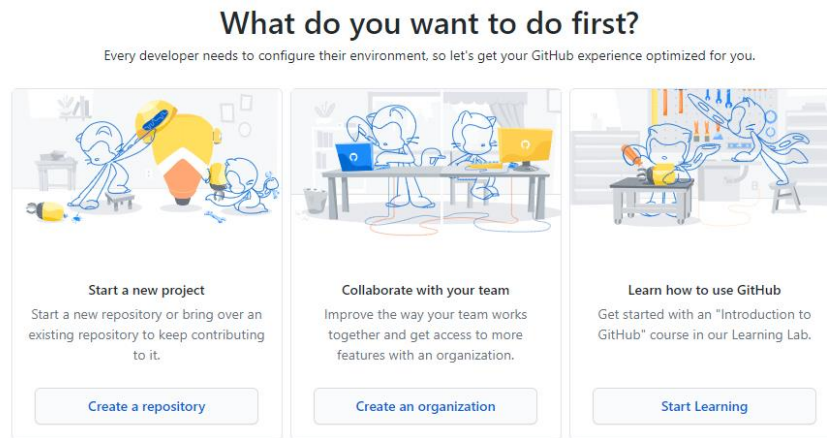 What do you want to do first?
Every developer needs to configure their environment, so let's get your GitHub experience optimized for you.
Start a new project
Start a new repository or bring over an
existing repository to keep contributing
to it.
Create a repository
Collaborate with your team
Improve the way your team works
together and get access to more
features with an organization.
Create an organization
Learn how to use GitHub
Get started with an "Introduction to
GitHub" course in our Learning Lab.
Start Learning